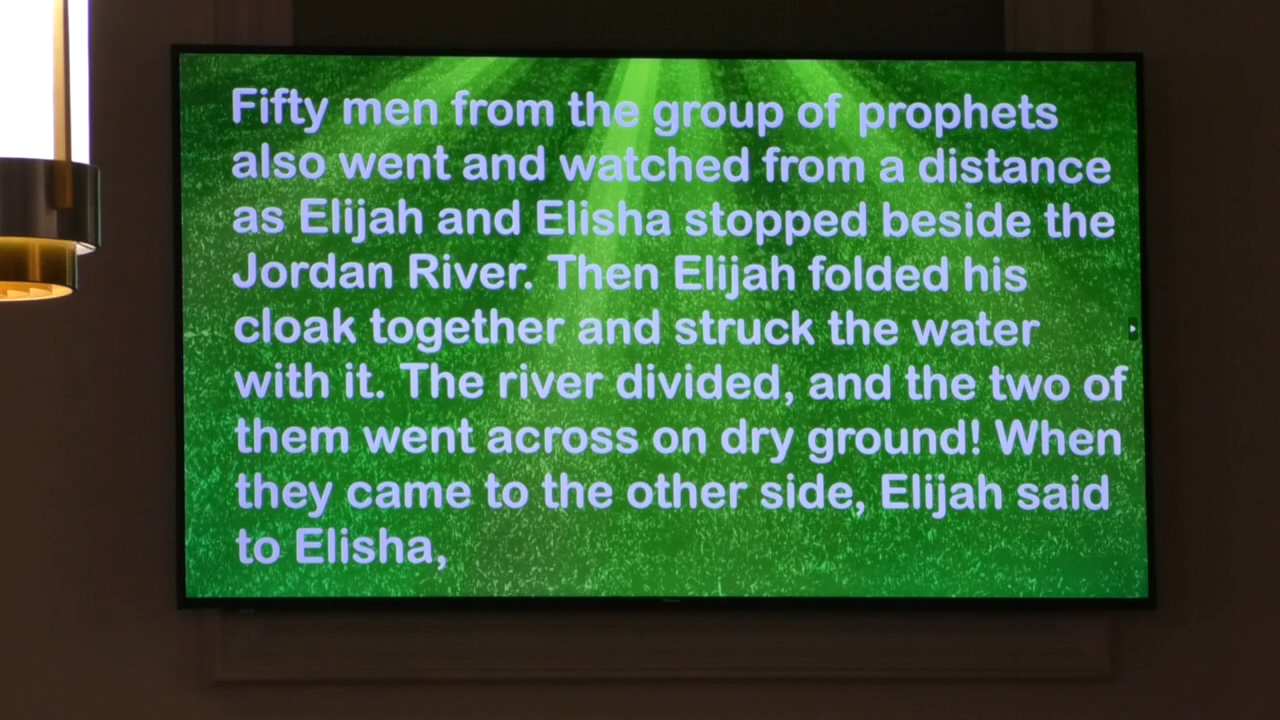 Fifty men from the group of prophets
also went and watched from a distance
as Elijah and Elisha stopped beside the
Jordan River. Then Elijah folded his
cloak together and struck the water
with it. The river divided, and the two of
them went across on dry ground! When
they came to the other side, Elijah said
to Elisha,